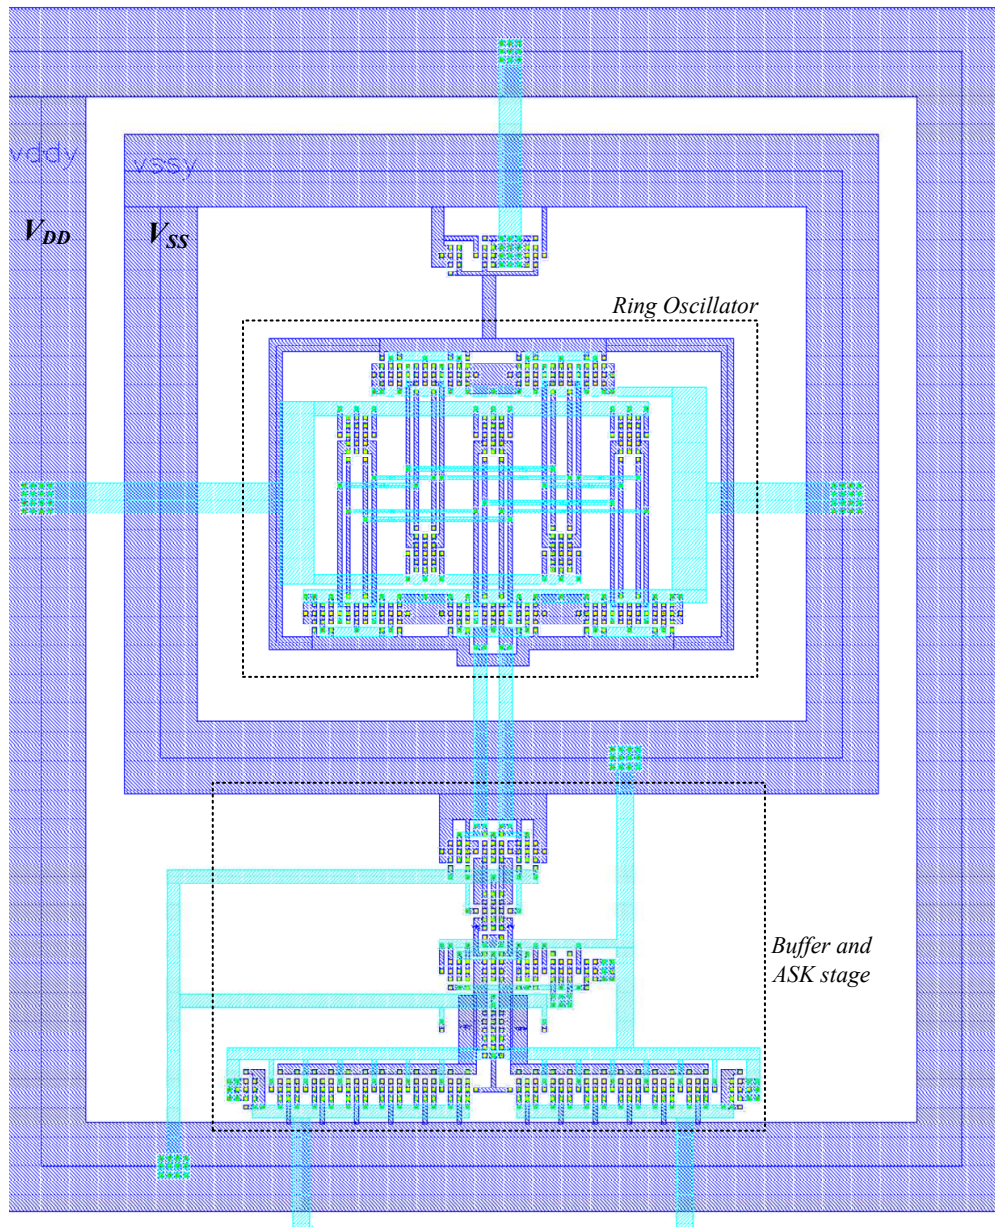 vddy
vssy
VDD
VSS
Ring Oscillator
Buffer and
ASK stage